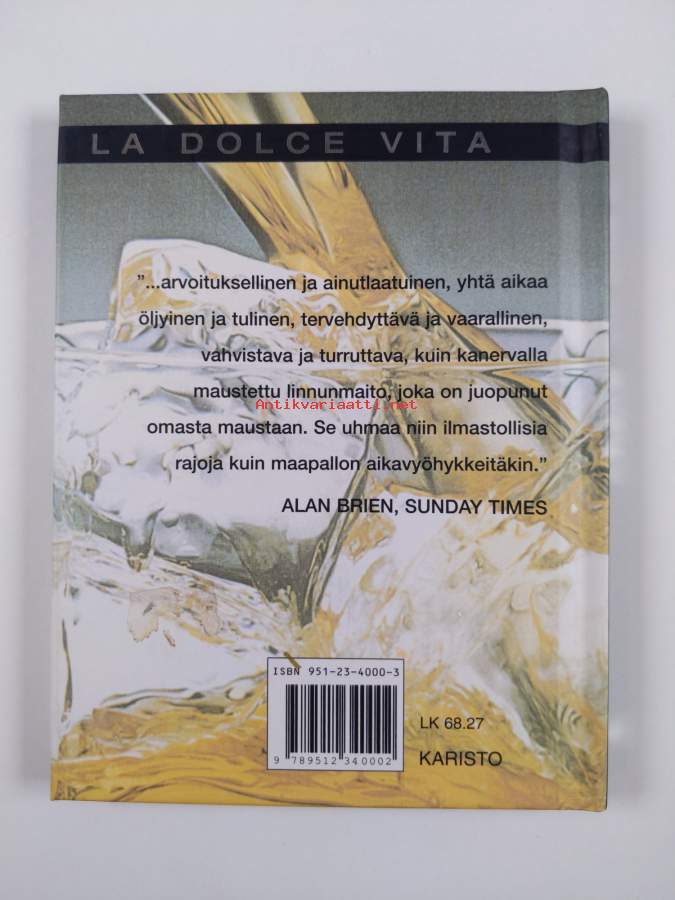 LA DOLCE VITA
"...arvoituksellinen ja ainutlaatuinen, yhtä aikaa
öljyinen ja tulinen, tervehdyttävä ja vaarallinen,
vahvistava ja turruttava, kuin kanervalla
maustettu linnunmaito, joka on juopunut
Antikvariaatti.net
omasta maustaan. Se uhmaa niin ilmastollisia
rajoja kuin maapallon aikavyöhykkeitäkin."
ALAN BRIEN, SUNDAY TIMES
ISBN 951-23-4000-3
9 789512 340002
LK 68.27
KARISTO